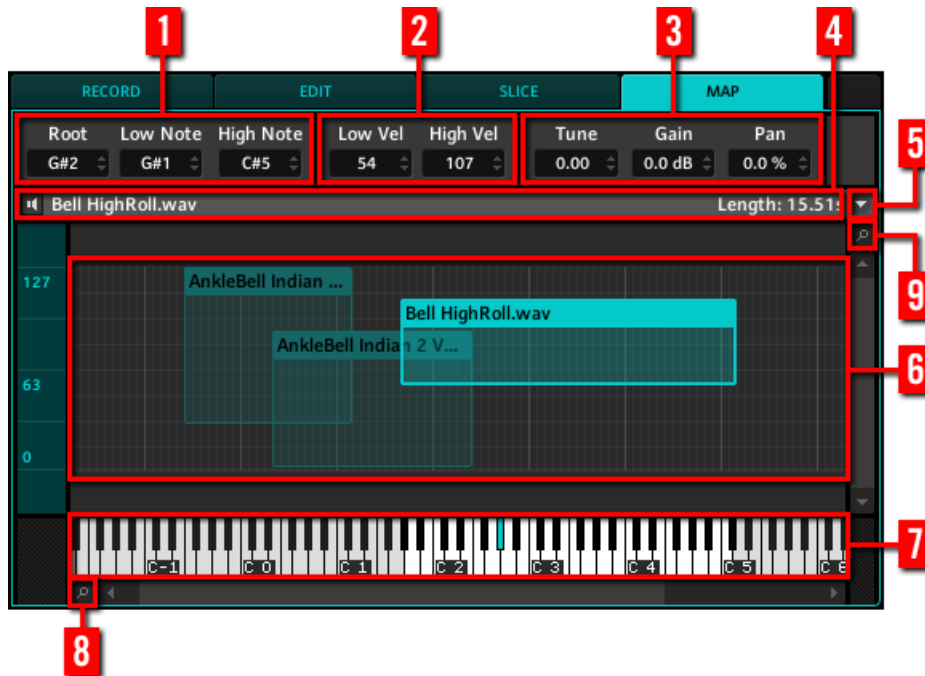 1 2 3 4
RECORD EDIT SLICE MAP
Root Low Note High Note Low Vel High Vel Tune Gain Pan
G#2 G#1 C#5 54 107 0.00 0.0 dB 0.0 %
5
Bell HighRoll.wav Length: 15.51s
9
127
AnkleBell Indian ...
Bell HighRoll.wav
AnkleBell Indian 2 V...
6
63
0
7
C-1 C 0 C 1 C 2 C 3 C 4 C 5 C 6
8